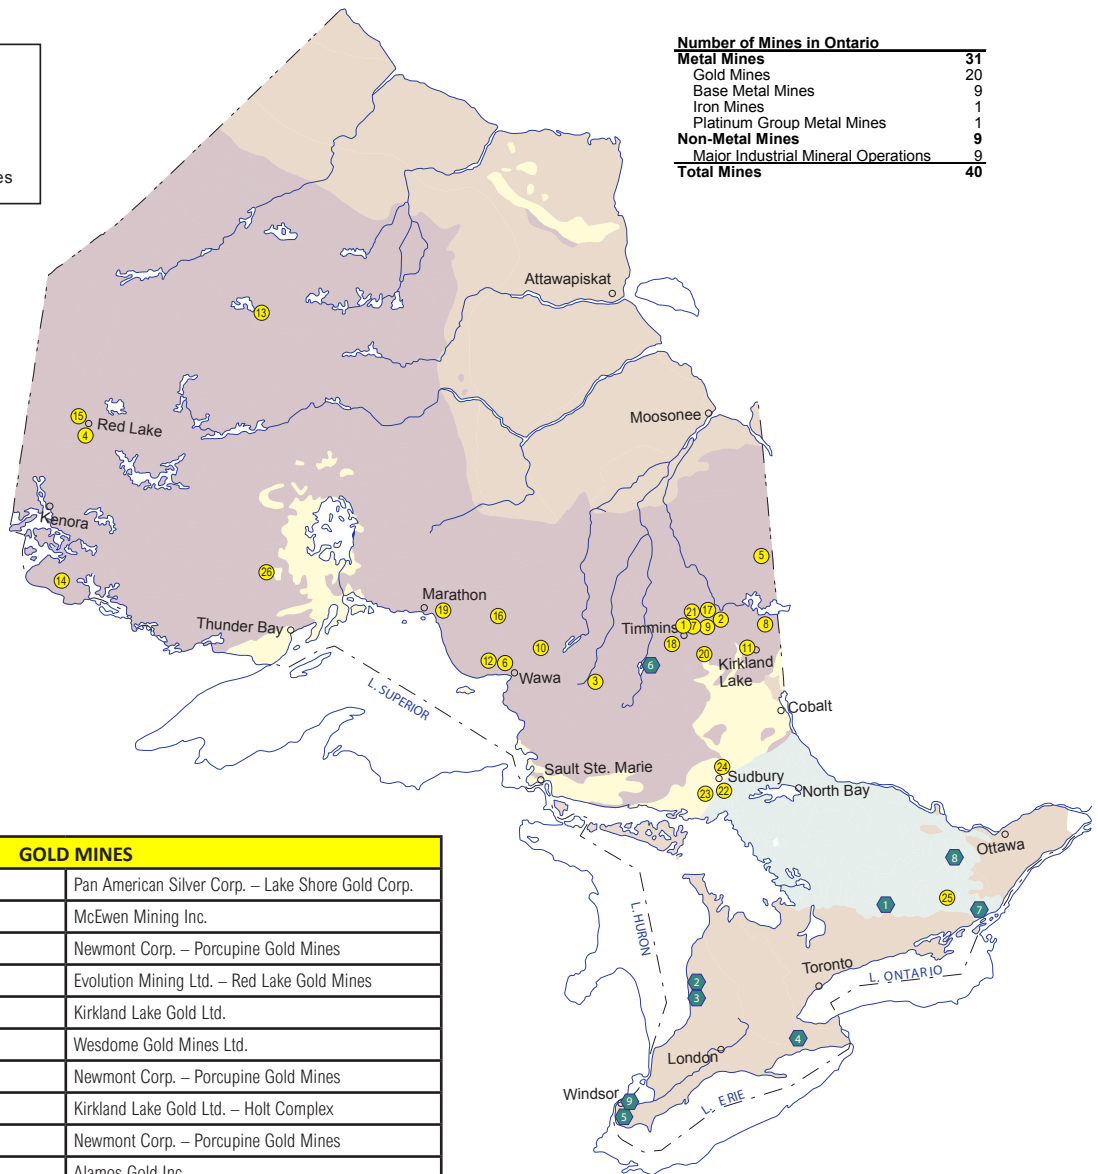 es
Number of Mines in Ontario
Metal Mines 31
Gold Mines 20
Base Metal Mines 9
Iron Mines 1
Platinum Group Metal Mines 1
Non-Metal Mines 9
Major Industrial Mineral Operations 9
Total Mines 40
Attawapiskat
13
Moosonee
15
Red Lake
4
Kenora
5
14
26
Marathon
19
16
21
17
2
Thunder Bay
Timmins
1
7
9
8
18
20
11
Kirkland
Lake
10
12
6
Wawa
3
6
L. SUPERIOR
Cobalt
Sault Ste. Marie
24
Sudbury
23
22
North Bay
Ottawa
8
25
1
7
L. HURON
Toronto
L. ONTARIO
2
3
4
London
Windsor
9
5
L. ERIE
GOLD MINES
Pan American Silver Corp. – Lake Shore Gold Corp.
McEwen Mining Inc.
Newmont Corp. – Porcupine Gold Mines
Evolution Mining Ltd. – Red Lake Gold Mines
Kirkland Lake Gold Ltd.
Wesdome Gold Mines Ltd.
Newmont Corp. – Porcupine Gold Mines
Kirkland Lake Gold Ltd. – Holt Complex
Newmont Corp. – Porcupine Gold Mines
Alamos Gold Inc.